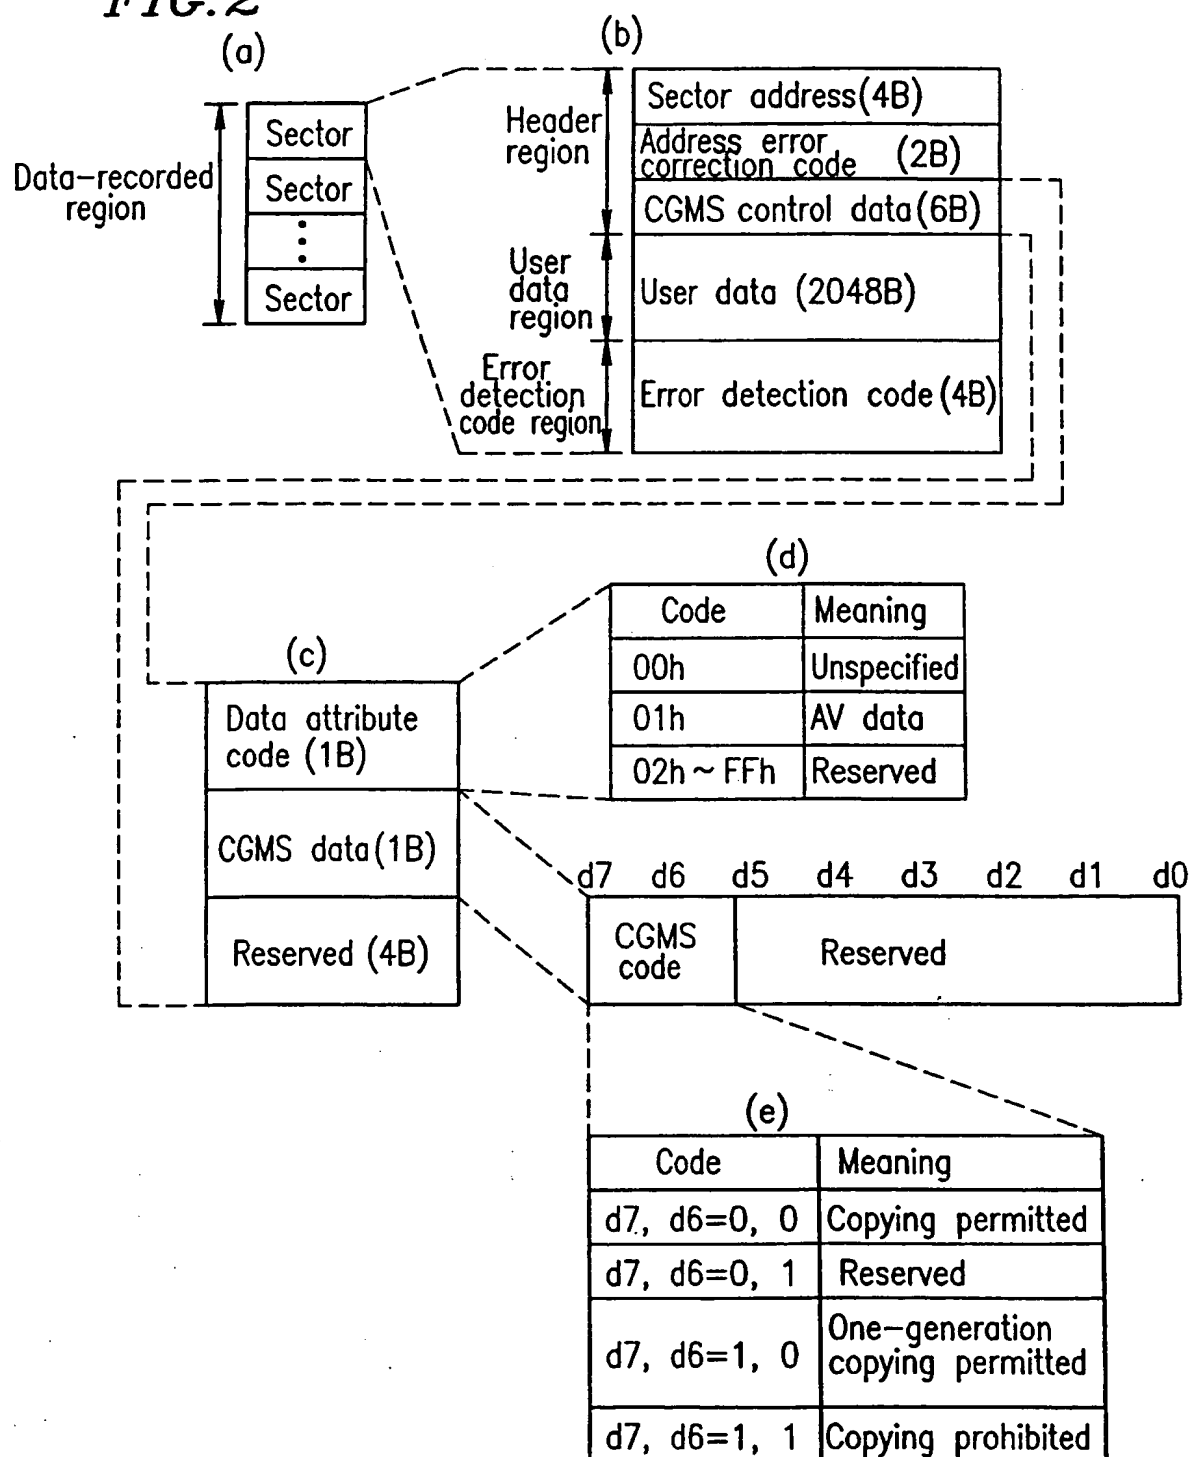 FIG.2
(a)
(b)
Data-recorded
region
Sector
Sector
⋮
Sector
Header
region
User
data
region
Error
detection
code region
Sector address(4B)
Address error
correction code (2B)
CGMS control data(6B)
User data (2048B)
Error detection code(4B)
(c)
Data attribute
code (1B)
CGMS data(1B)
Reserved (4B)
(d)
Code Meaning
00h Unspecified
01h AV data
02h~FFh Reserved
d7 d6 d5 d4 d3 d2 d1 d0
CGMS
code
Reserved
(e)
Code Meaning
d7, d6=0, 0 Copying permitted
d7, d6=0, 1 Reserved
d7, d6=1, 0 One-generation
copying permitted
d7, d6=1, 1 Copying prohibited